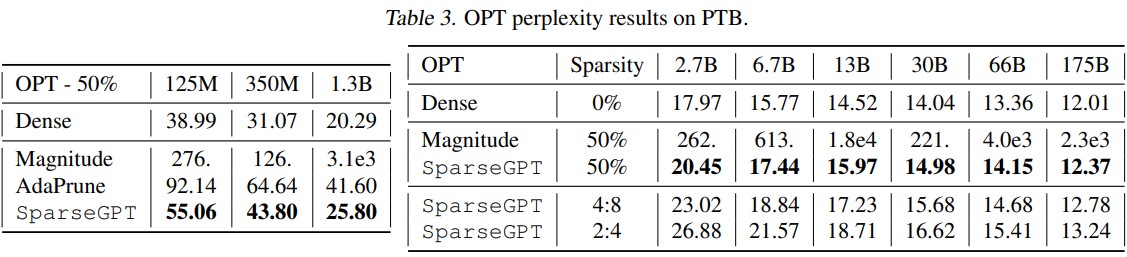 Table 3. OPT perplexity results on PTB.
OPT - 50% 125M 350M 1.3B
Dense 38.99 31.07 20.29
Magnitude 276. 126. 3.1e3
AdaPrune 92.14 64.64 41.60
SparseGPT 55.06 43.80 25.80
OPT Sparsity 2.7B 6.7B 13B 30B 66B 175B
Dense 0% 17.97 15.77 14.52 14.04 13.36 12.01
Magnitude 50% 262. 613. 1.8e4 221. 4.0e3 2.3e3
SparseGPT 50% 20.45 17.44 15.97 14.98 14.15 12.37
SparseGPT 4:8 23.02 18.84 17.23 15.68 14.68 12.78
SparseGPT 2:4 26.88 21.57 18.71 16.62 15.41 13.24